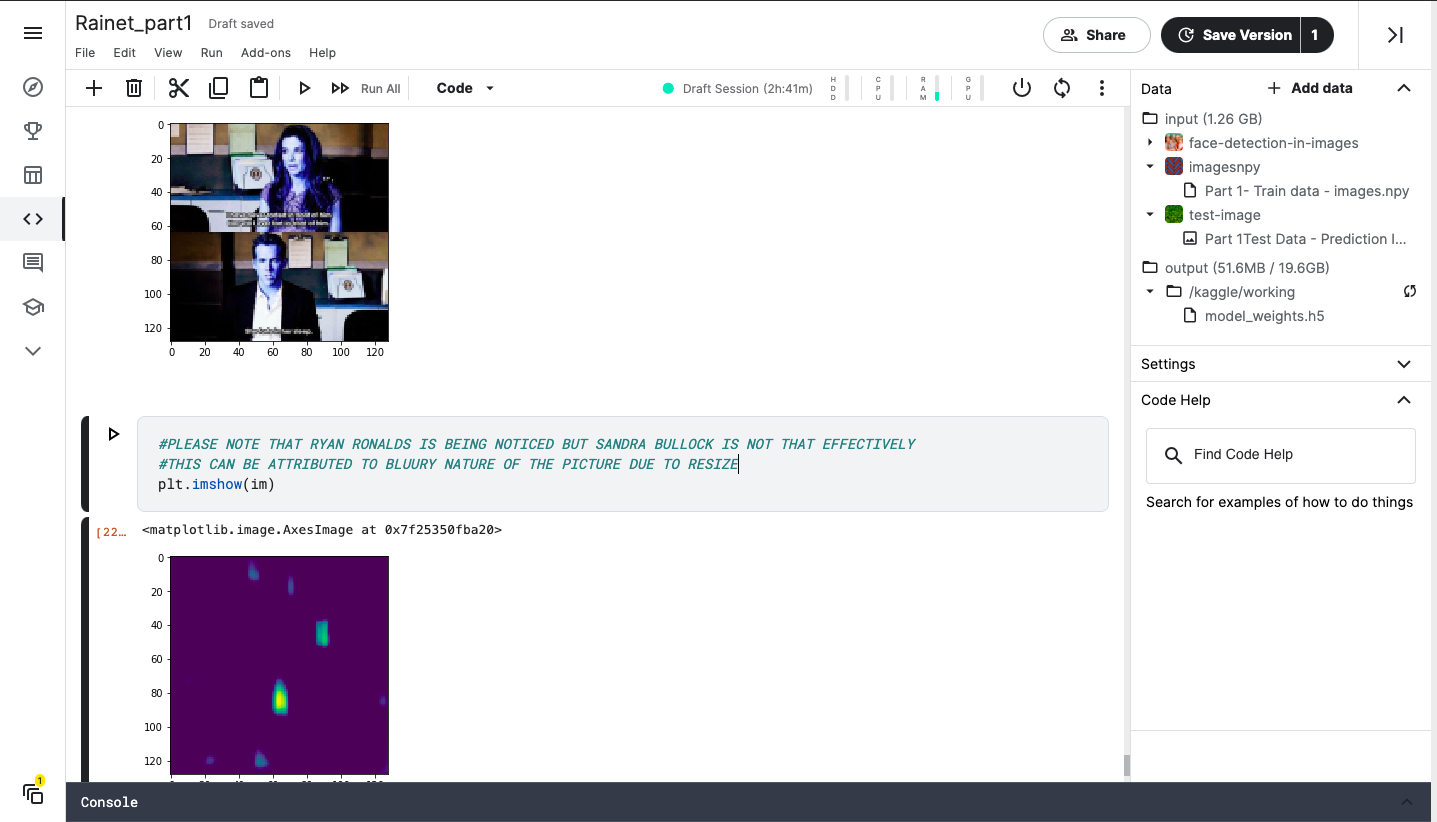 Rainet_part1 Draft saved
File Edit View Run Add-ons Help
Share
Save Version 1
Run All
Code
Draft Session (2h:41m)
HDD
CPU
RAM
GPU
0
20
40
60
80
100
120
0 20 40 60 80 100 120
#PLEASE NOTE THAT RYAN RONALDS IS BEING NOTICED BUT SANDRA BULLOCK IS NOT THAT EFFECTIVELY
#THIS CAN BE ATTRIBUTED TO BLUURY NATURE OF THE PICTURE DUE TO RESIZE
plt.imshow(im)
[22…
<matplotlib.image.AxesImage at 0x7f25350fba20>
0
20
40
60
80
100
120
Console
1
Data
Add data
input (1.26 GB)
face-detection-in-images
imagesnpy
Part 1- Train data - images.npy
test-image
Part 1Test Data - Prediction I...
output (51.6MB / 19.6GB)
/kaggle/working
model_weights.h5
Settings
Code Help
Find Code Help
Search for examples of how to do things